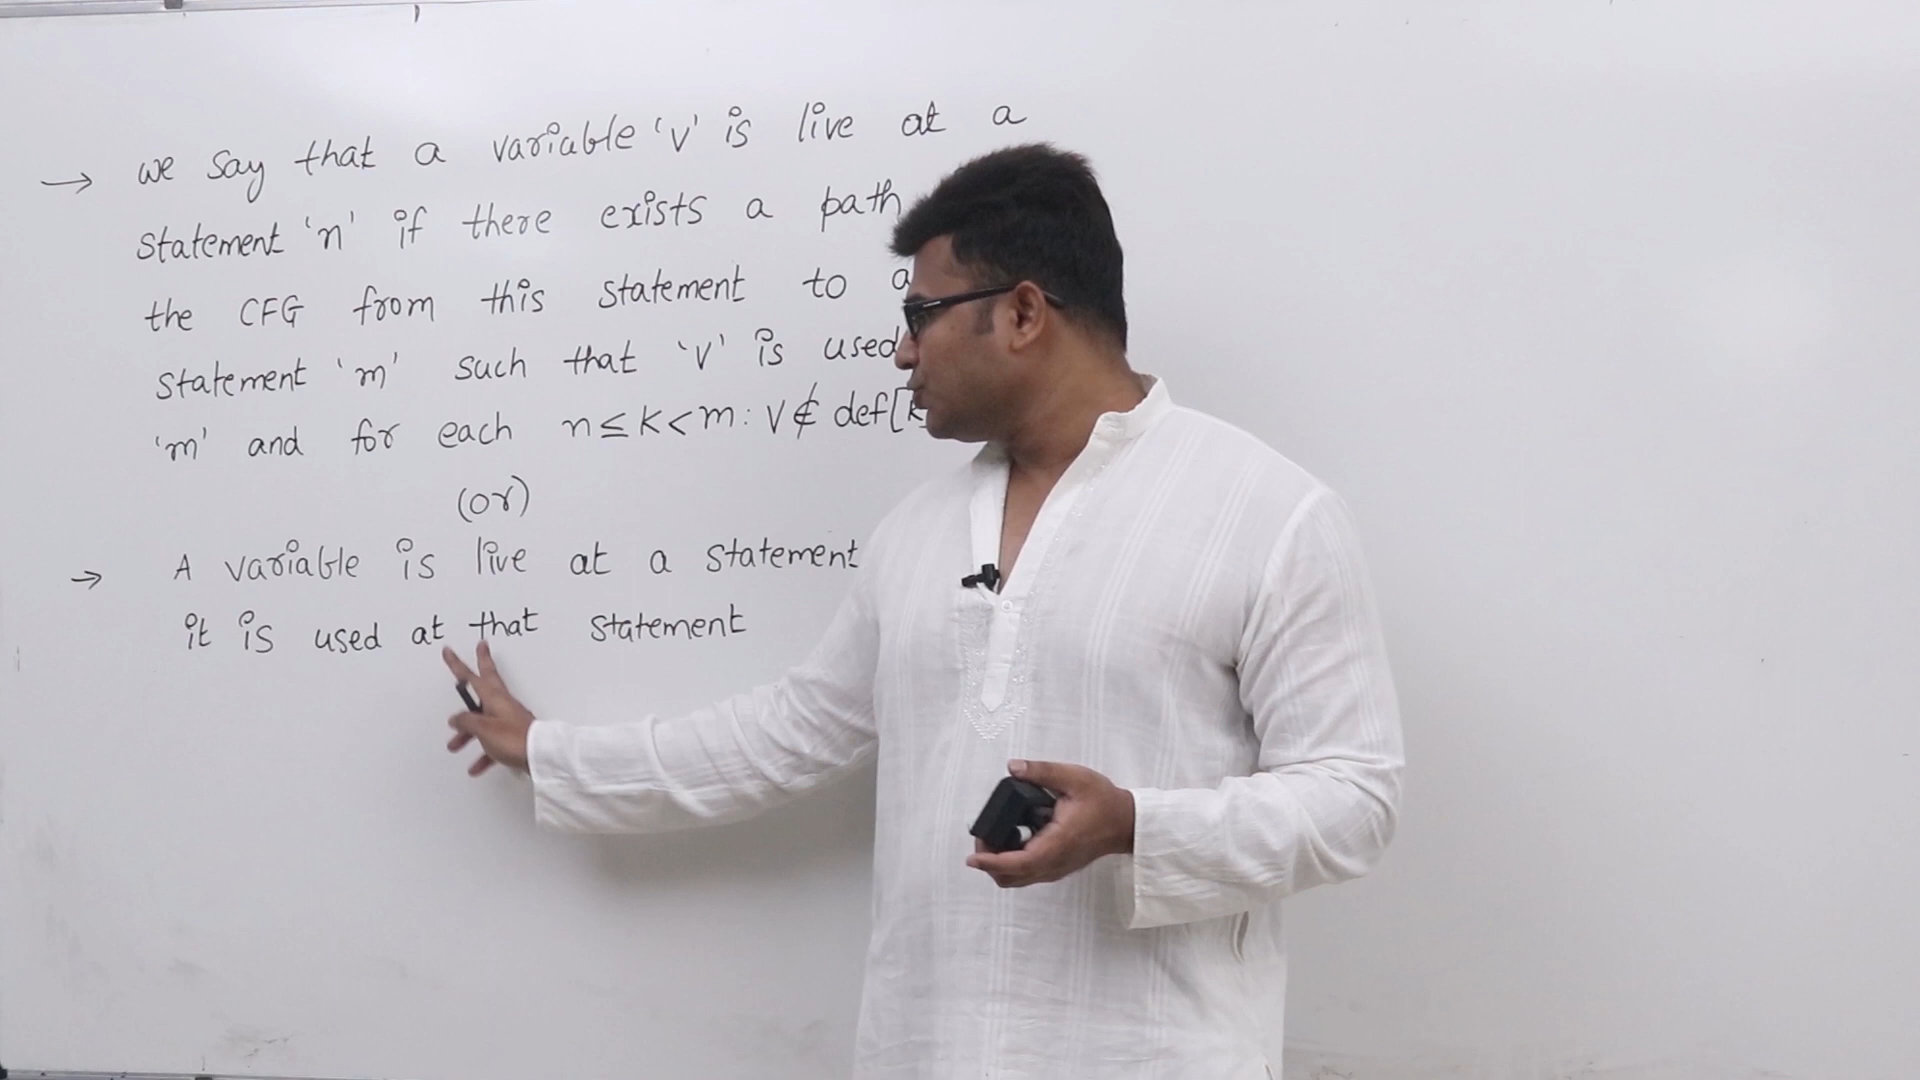 → we say that a variable 'v' is live at a
statement 'n' if there exists a path
the CFG from this statement to a
statement 'm' such that 'v' is used
'm' and for each n≤k<m: v∉ def[k
(or)
→ A variable is live at a statement
it is used at that statement